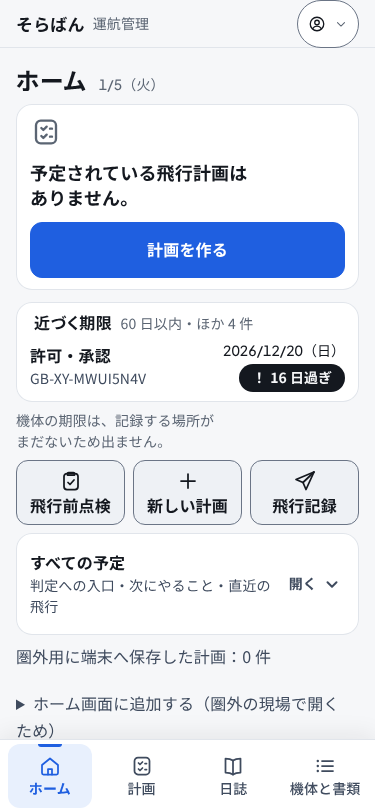 そらばん 運航管理
ホーム 1/5（火）
予定されている飛行計画は
ありません。
計画を作る
近づく期限 60 日以内・ほか 4 件
許可・承認
2026/12/20（日）
GB-XY-MWUI5N4V
！ 16 日過ぎ
機体の期限は、記録する場所が
まだないため出ません。
飛行前点検
新しい計画
飛行記録
すべての予定
判定への入口・次にやること・直近の
飛行
開く
圏外用に端末へ保存した計画：0 件
▶ ホーム画面に追加する（圏外の現場で開く
ため）
ホーム
計画
日誌
機体と書類